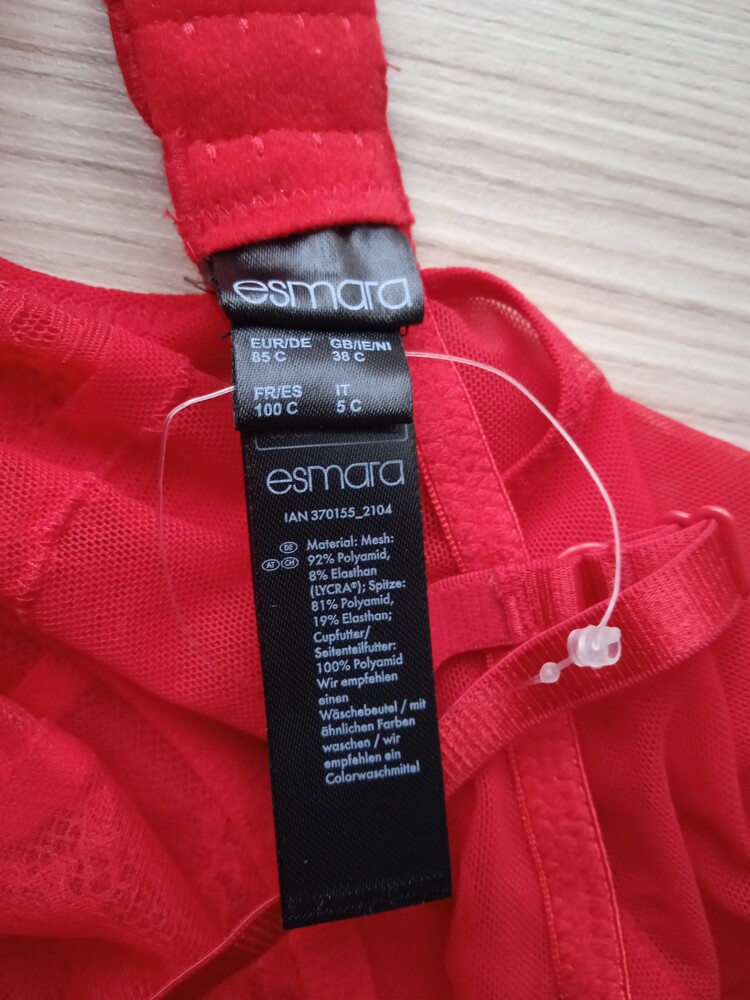 esmara
EUR/DE GB/IE/NI
85 C 38 C
FR/ES IT
100 C 5 C
esmara
IAN 370155_2104
DE
AT CH
Material: Mesh:
92% Polyamid,
8% Elasthan
(LYCRA®); Spitze:
81% Polyamid,
19% Elasthan;
Cupfutter/
Seitenteilfutter:
100% Polyamid
Wir empfehlen
einen
Wäschebeutel / mit
ähnlichen Farben
waschen / wir
empfehlen ein
Colorwaschmittel